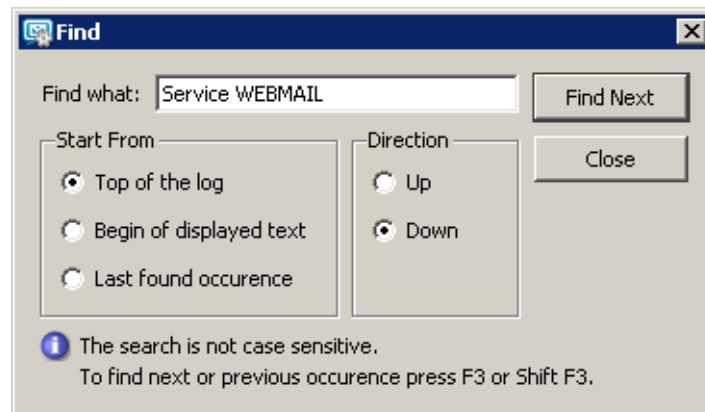 Find
Find what: Service WEBMAIL Find Next
Start From Direction Close
Top of the log Up
Begin of displayed text Down
Last found occurence
The search is not case sensitive.
To find next or previous occurence press F3 or Shift F3.